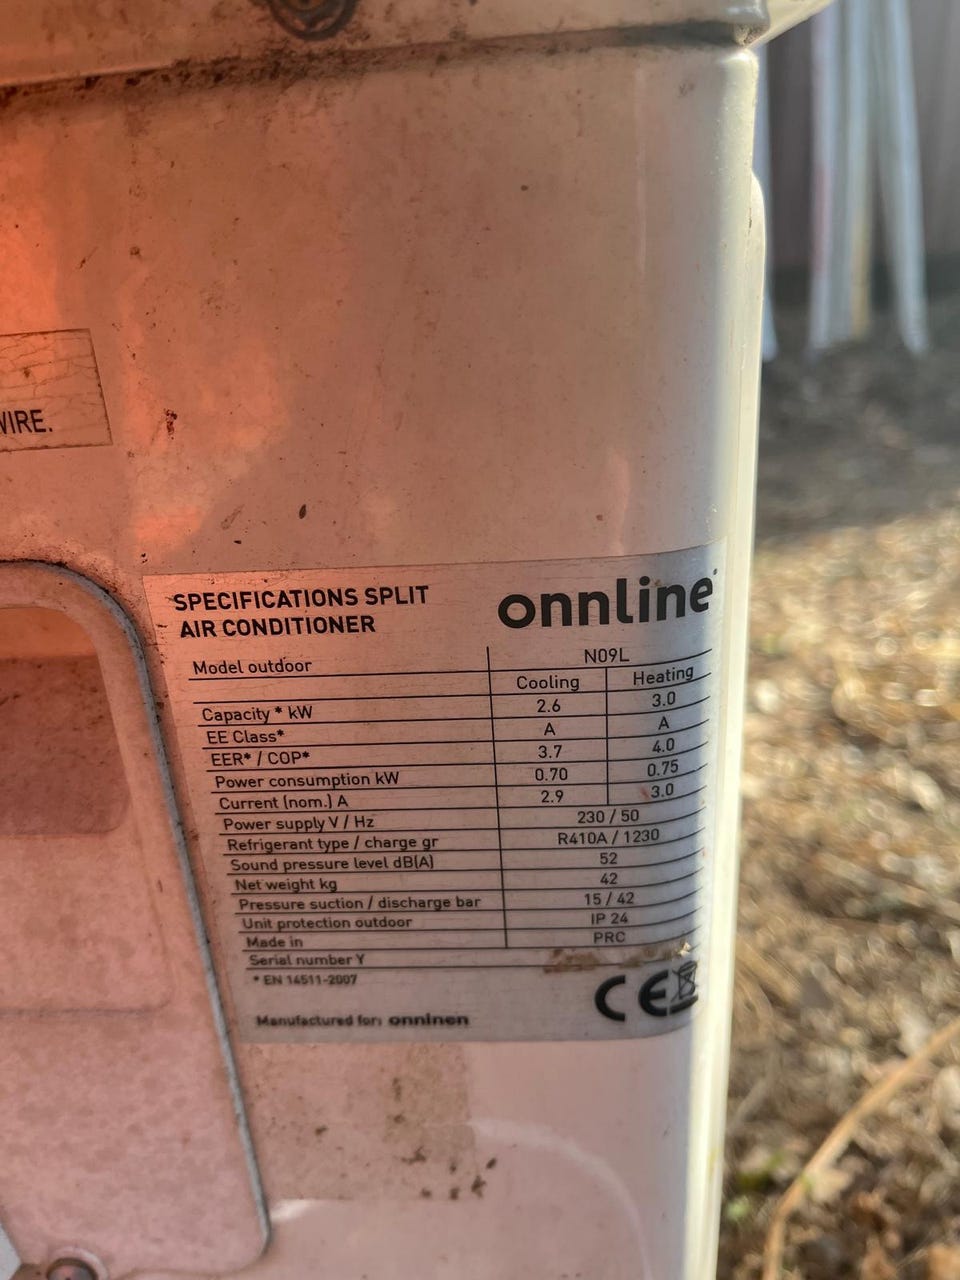 WIRE.
SPECIFICATIONS SPLIT
AIR CONDITIONER
onnline
Model outdoor N09L
Cooling Heating
Capacity * kW 2.6 3.0
EE Class* A A
EER* / COP* 3.7 4.0
Power consumption kW 0.70 0.75
Current (nom.) A 2.9 3.0
Power supply V / Hz 230 / 50
Refrigerant type / charge gr R410A / 1230
Sound pressure level dB(A) 52
Net weight kg 42
Pressure suction / discharge bar 15 / 42
Unit protection outdoor IP 24
Made in PRC
Serial number Y
* EN 14511-2007
CE
Manufactured for: onninen